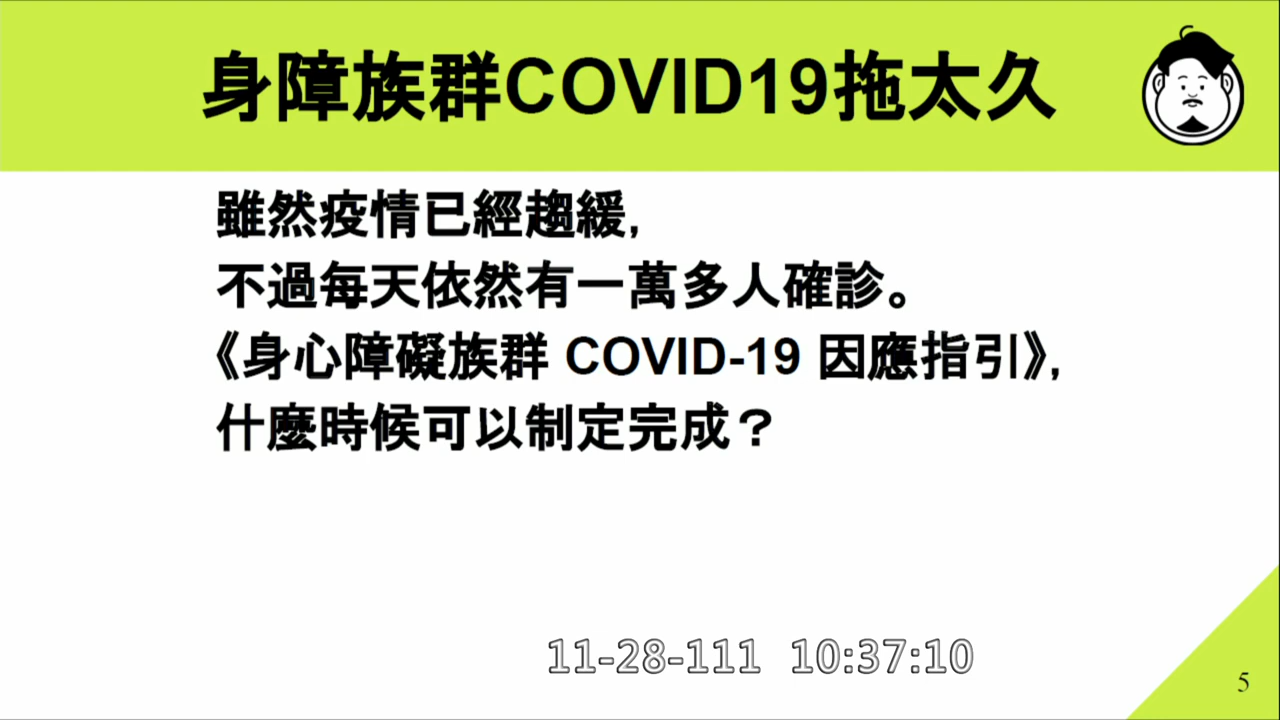 身障族群COVID19拖太久
雖然疫情已經趨緩,
不過每天依然有一萬多人確診。
《身心障礙族群 COVID-19 因應指引》,
什麼時候可以制定完成？
11-28-111 10:37:10
5